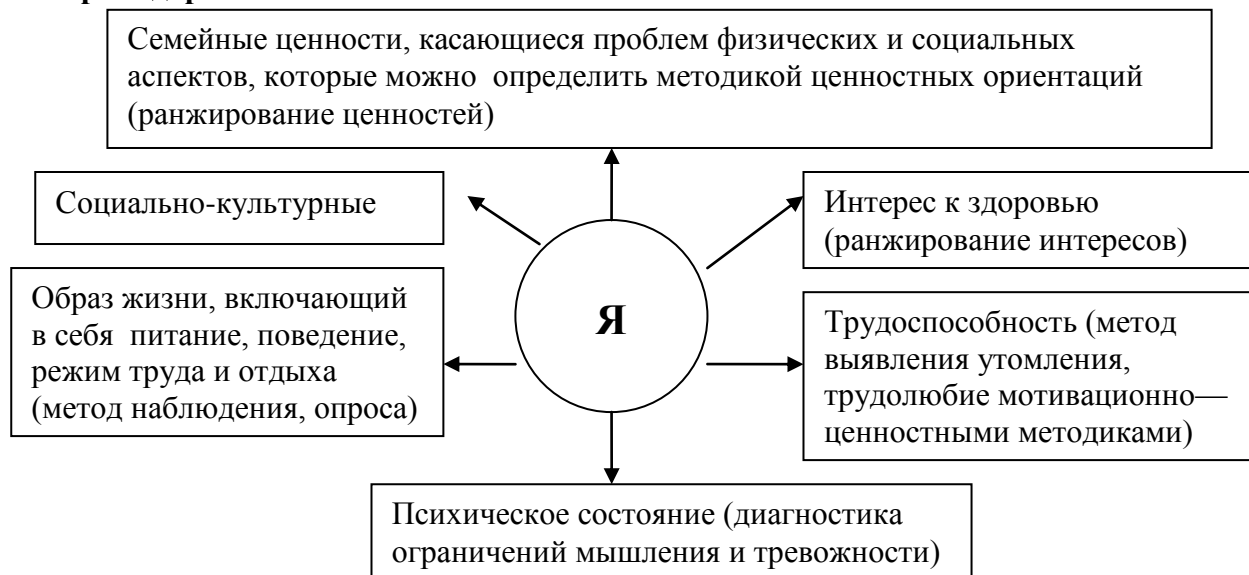 Семейные ценности, касающиеся проблем физических и социальных
аспектов, которые можно определить методикой ценностных ориентаций
(ранжирование ценностей)
Социально-культурные
Интерес к здоровью
(ранжирование интересов)
Образ жизни, включающий
в себя питание, поведение,
режим труда и отдыха
(метод наблюдения, опроса)
Я
Трудоспособность (метод
выявления утомления,
трудолюбие мотивационно—
ценностными методиками)
Психическое состояние (диагностика
ограничений мышления и тревожности)